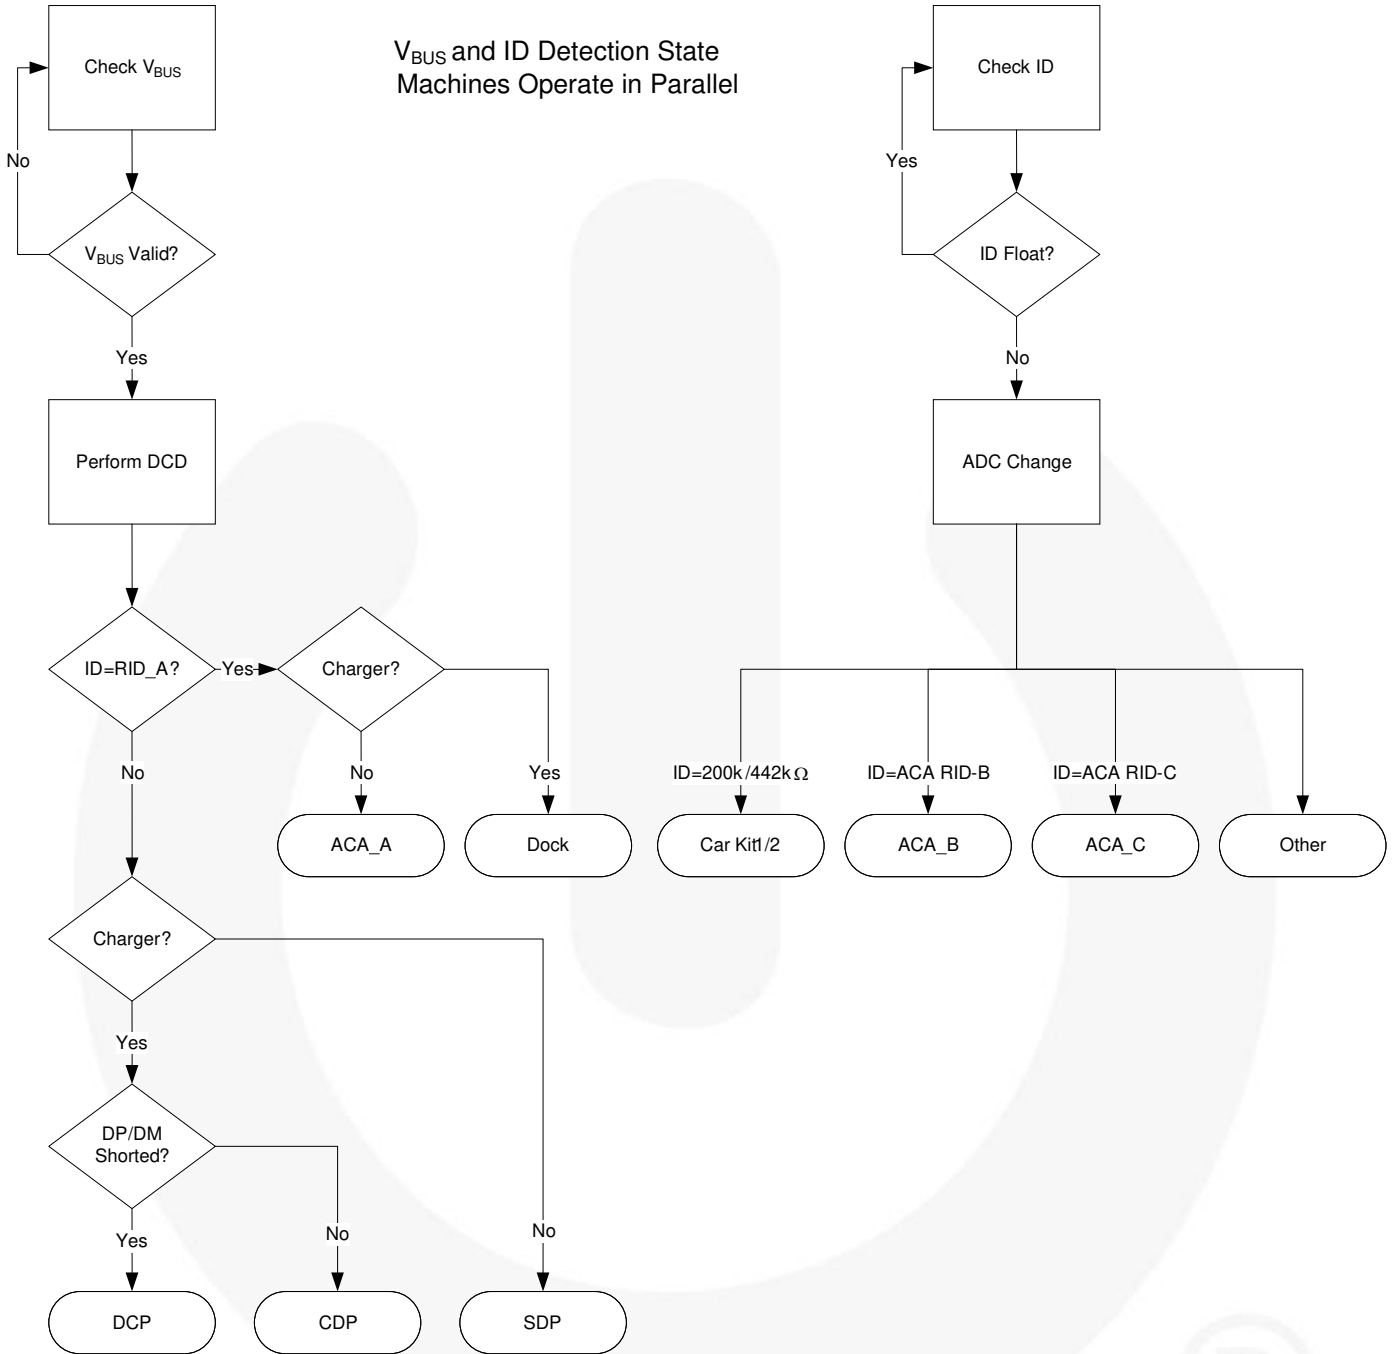 V_BUS and ID Detection State
Machines Operate in Parallel
Check V_BUS
No
V_BUS Valid?
Yes
Perform DCD
ID=RID_A?
Yes
Charger?
No
No
Yes
ACA_A
Dock
Charger?
Yes
DP/DM
Shorted?
Yes
No
No
DCP
CDP
SDP
Check ID
Yes
ID Float?
No
ADC Change
ID=200k/442kΩ
ID=ACA RID-B
ID=ACA RID-C
Car Kit1/2
ACA_B
ACA_C
Other